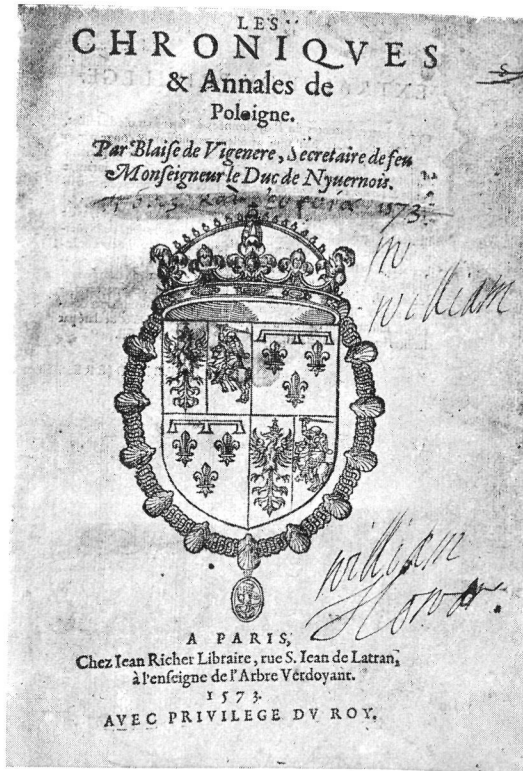 LES
CHRONIQVES
& Annales de
Poloigne.
Par Blaiſe de Vigenere, Secretaire de feu
Monſeigneur le Duc de Nyuernois.
1573.
william
william
Howar.
A PARIS,
Chez Iean Richer Libraire, rue S. Iean de Latran,
à l'enſeigne de l'Arbre Verdoyant.
1573.
AVEC PRIVILEGE DV ROY.